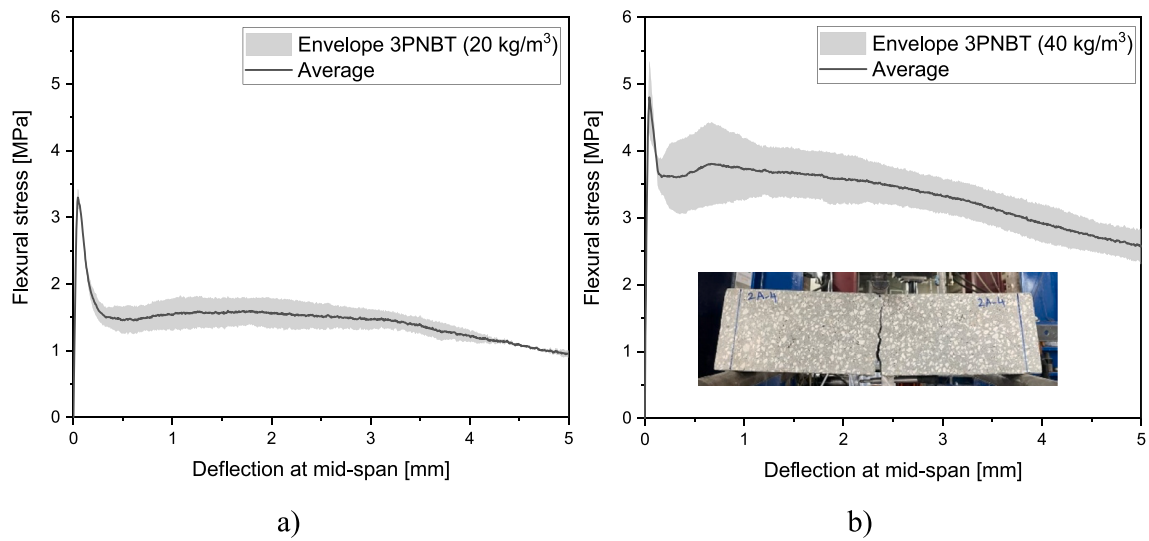 6
5
4
3
2
1
0
0
1
2
3
4
5
Flexural stress [MPa]
Deflection at mid-span [mm]
Envelope 3PNBT (20 kg/m³)
Average
a)
6
5
4
3
2
1
0
0
1
2
3
4
5
Flexural stress [MPa]
Deflection at mid-span [mm]
Envelope 3PNBT (40 kg/m³)
Average
2A-4
2A-4
b)